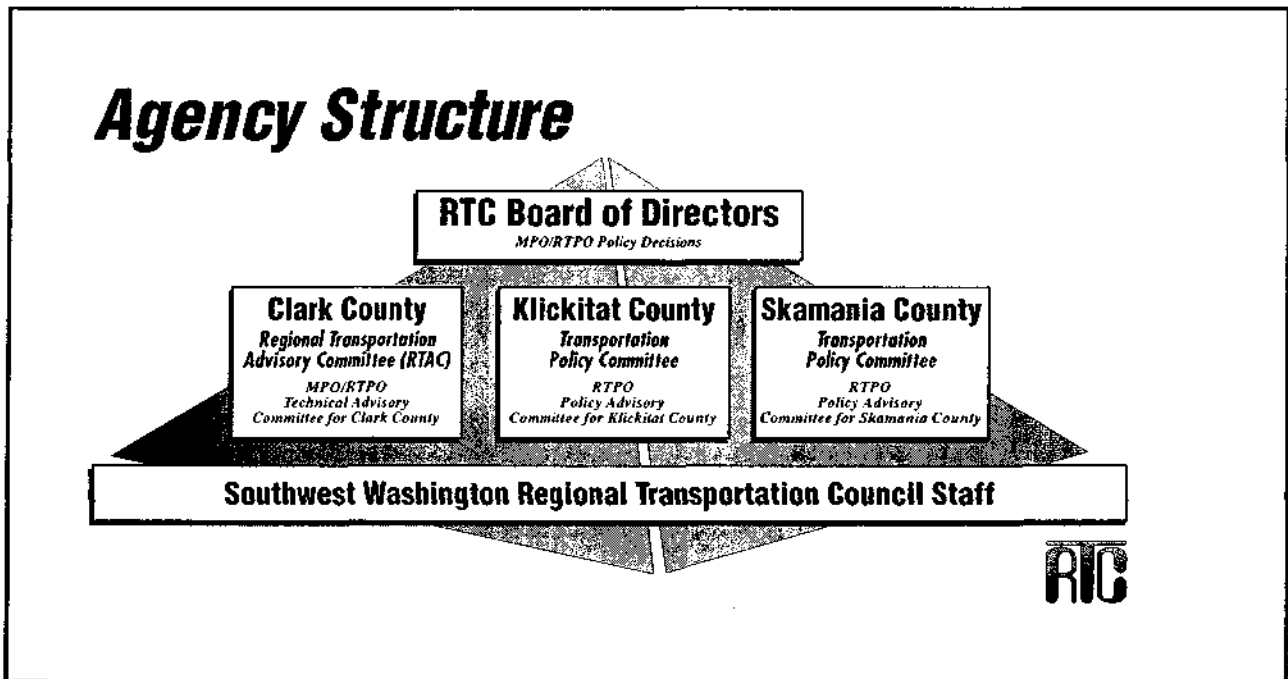 Agency Structure
RTC Board of Directors
MPO/RTPO Policy Decisions
Clark County
Regional Transportation
Advisory Committee (RTAC)
MPO/RTPO
Technical Advisory
Committee for Clark County
Klickitat County
Transportation
Policy Committee
RTPO
Policy Advisory
Committee for Klickitat County
Skamania County
Transportation
Policy Committee
RTPO
Policy Advisory
Committee for Skamania County
Southwest Washington Regional Transportation Council Staff
RTC